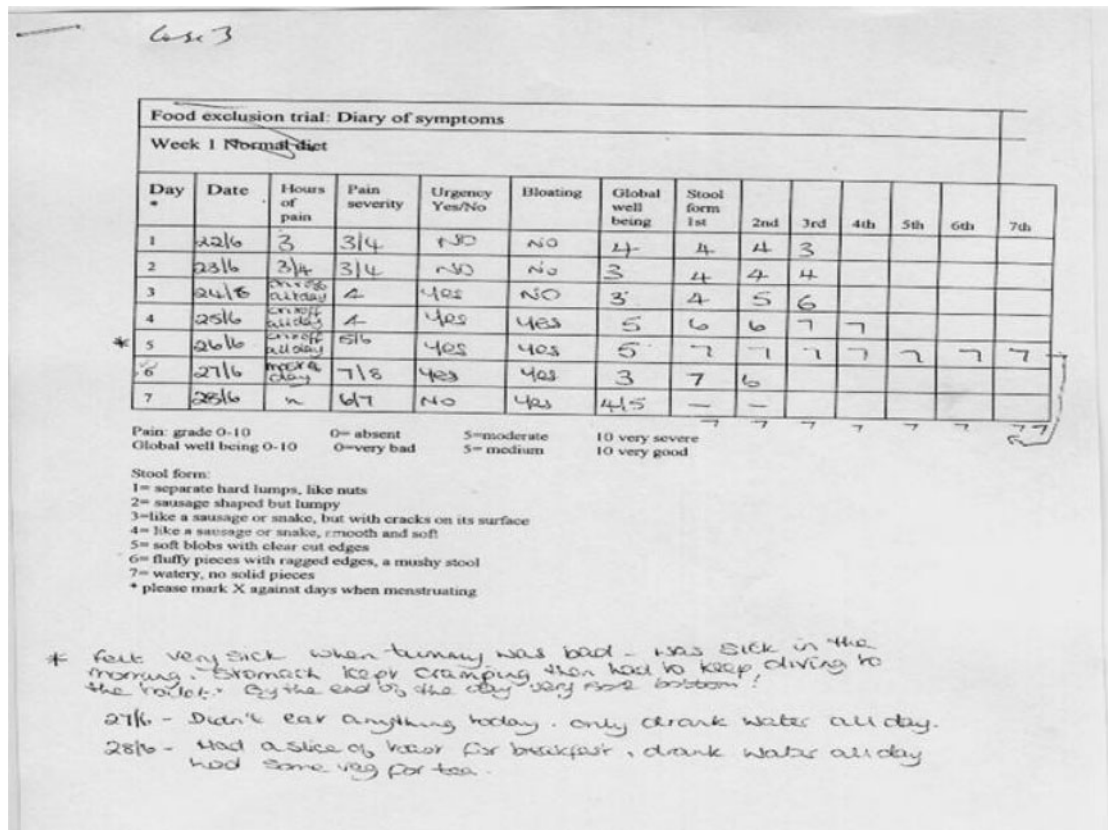 Case 3
Food exclusion trial: Diary of symptoms
Week 1 Normal diet
Day * Date Hours of pain Pain severity Urgency Yes/No Bloating Global well being Stool form 1st 2nd 3rd 4th 5th 6th 7th
1 22/6 3 3/4 NO NO 4 4 4 3
2 23/6 3/4 3/4 NO No 3 4 4 4
3 24/6 on+off allday 4 Yes NO 3 4 5 6
4 25/6 on+off allday 4 Yes Yes 5 6 6 7 7
* 5 26/6 on+off allday 5/6 Yes Yes 5 7 7 7 7 7 7 7
6 27/6 most of day 7/8 Yes Yes 3 7 6
7 28/6 " 6/7 NO Yes 4/5 – –
7 7 7 7 7 7 7 7
Pain: grade 0-10 0= absent 5=moderate 10 very severe
Global well being 0-10 0=very bad 5= medium 10 very good
Stool form:
1= separate hard lumps, like nuts
2= sausage shaped but lumpy
3=like a sausage or snake, but with cracks on its surface
4= like a sausage or snake, smooth and soft
5= soft blobs with clear cut edges
6= fluffy pieces with ragged edges, a mushy stool
7= watery, no solid pieces
* please mark X against days when menstruating
* Felt very sick when tummy was bad - was sick in the
morning. Stomach kept cramping then had to keep diving to
the toilet. By the end of the day very sore bottom!
27/6 - Didn't eat anything today. only drank water all day.
28/6 - Had a slice of toast for breakfast, drank water all day
had some veg for tea.